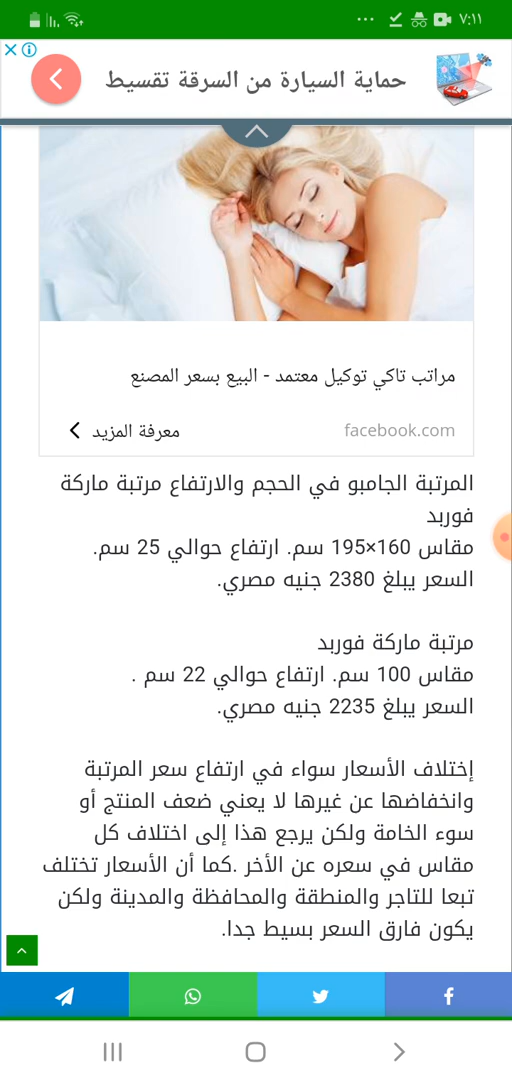 ٧:١١
حماية السيارة من السرقة تقسيط
مراتب تاكي توكيل معتمد - البيع بسعر المصنع
facebook.com
معرفة المزيد
المرتبة الجامبو في الحجم والارتفاع مرتبة ماركة
فوربد
مقاس 160×195 سم. ارتفاع حوالي 25 سم.
السعر يبلغ 2380 جنيه مصري.
مرتبة ماركة فوربد
مقاس 100 سم. ارتفاع حوالي 22 سم .
السعر يبلغ 2235 جنيه مصري.
إختلاف الأسعار سواء في ارتفاع سعر المرتبة
وانخفاضها عن غيرها لا يعني ضعف المنتج أو
سوء الخامة ولكن يرجع هذا إلى اختلاف كل
مقاس في سعره عن الأخر .كما أن الأسعار تختلف
تبعا للتاجر والمنطقة والمحافظة والمدينة ولكن
يكون فارق السعر بسيط جدا.